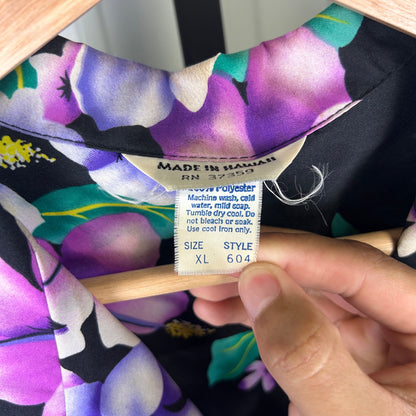 MADE IN HAWAII
RN 37359
100% Polyester
Machine wash, cold
water, mild soap.
Tumble dry cool. Do
not bleach or soak.
Use cool iron only.
SIZE STYLE
XL 604